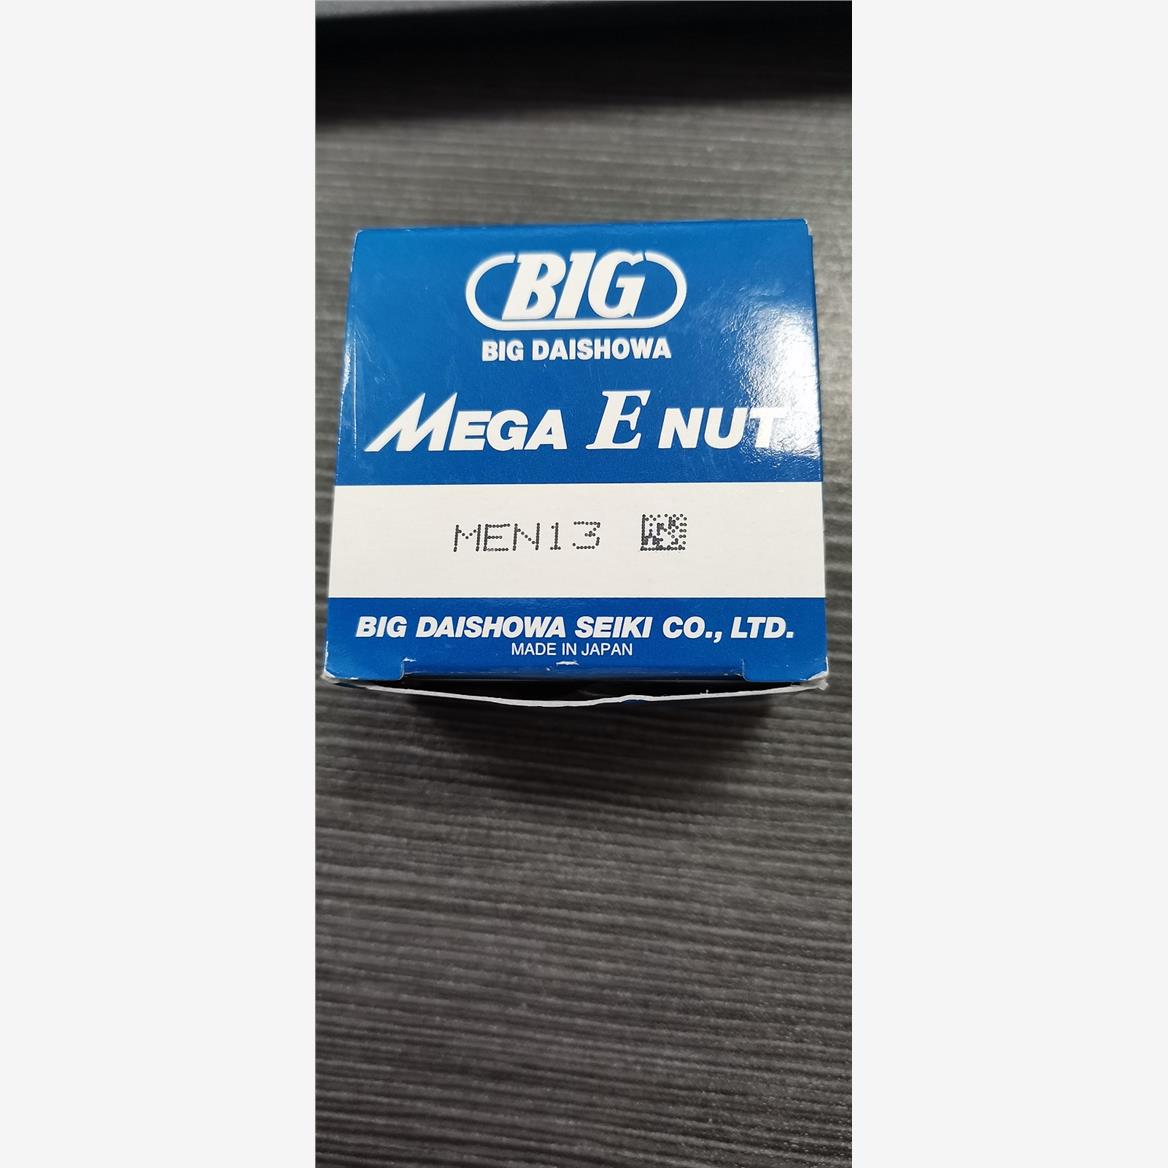 BIG
BIG DAISHOWA
MEGA E NUT
MEN13
BIG DAISHOWA SEIKI CO., LTD.
MADE IN JAPAN